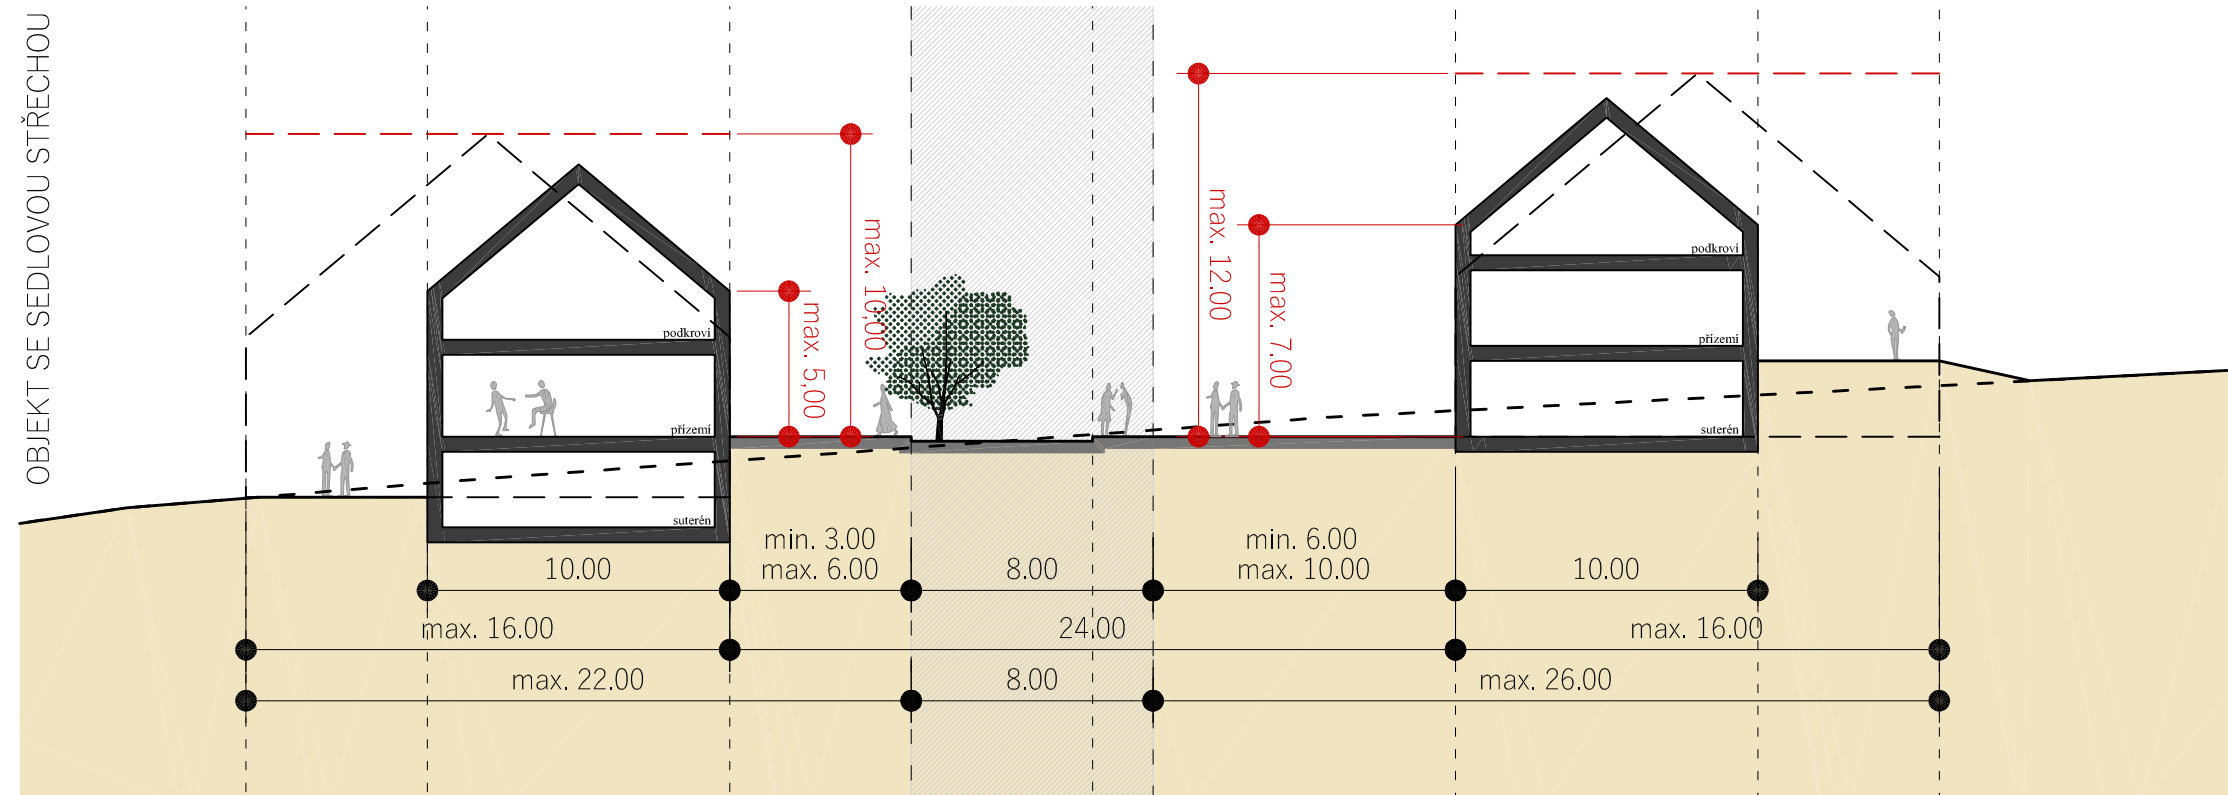 OBJEKT SE SEDLOVOU STŘECHOU
max. 10,00
max. 5,00
max. 12.00
max. 7.00
podkroví
přízemí
suterén
podkroví
přízemí
suterén
10.00
min. 3.00
max. 6.00
8.00
min. 6.00
max. 10.00
10.00
max. 16.00
24.00
max. 16.00
max. 22.00
8.00
max. 26.00